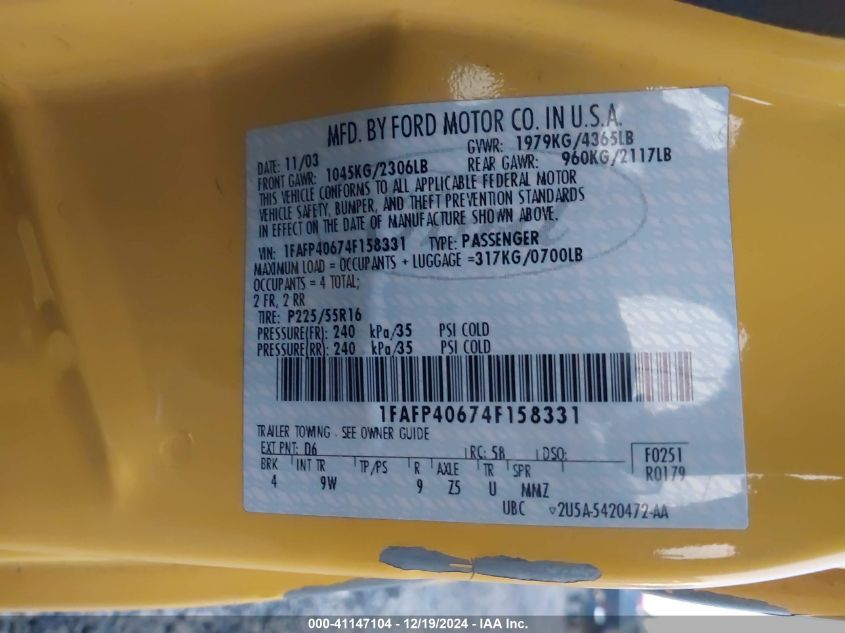 MFD. BY FORD MOTOR CO. IN U.S.A.
DATE: 11/03 GVWR: 1979KG/4365LB
FRONT GAWR: 1045KG/2306LB REAR GAWR: 960KG/2117LB
THIS VEHICLE CONFORMS TO ALL APPLICABLE FEDERAL MOTOR
VEHICLE SAFETY, BUMPER, AND THEFT PREVENTION STANDARDS
IN EFFECT ON THE DATE OF MANUFACTURE SHOWN ABOVE.
VIN: 1FAFP40674F158331 TYPE: PASSENGER
MAXIMUM LOAD = OCCUPANTS + LUGGAGE =317KG/0700LB
OCCUPANTS = 4 TOTAL;
2 FR, 2 RR
TIRE: P225/55R16
PRESSURE(FR): 240 kPa/35 PSI COLD
PRESSURE(RR): 240 kPa/35 PSI COLD
1FAFP40674F158331
TRAILER TOWING - SEE OWNER GUIDE
EXT PNT: D6 RC: 58 DSO: F0251
BRK INT TR TP/PS R AXLE TR SPR R0179
4 9W 9 Z5 U MMZ
UBC 2U5A-5420472-AA
000-41147104 - 12/19/2024 - IAA Inc.